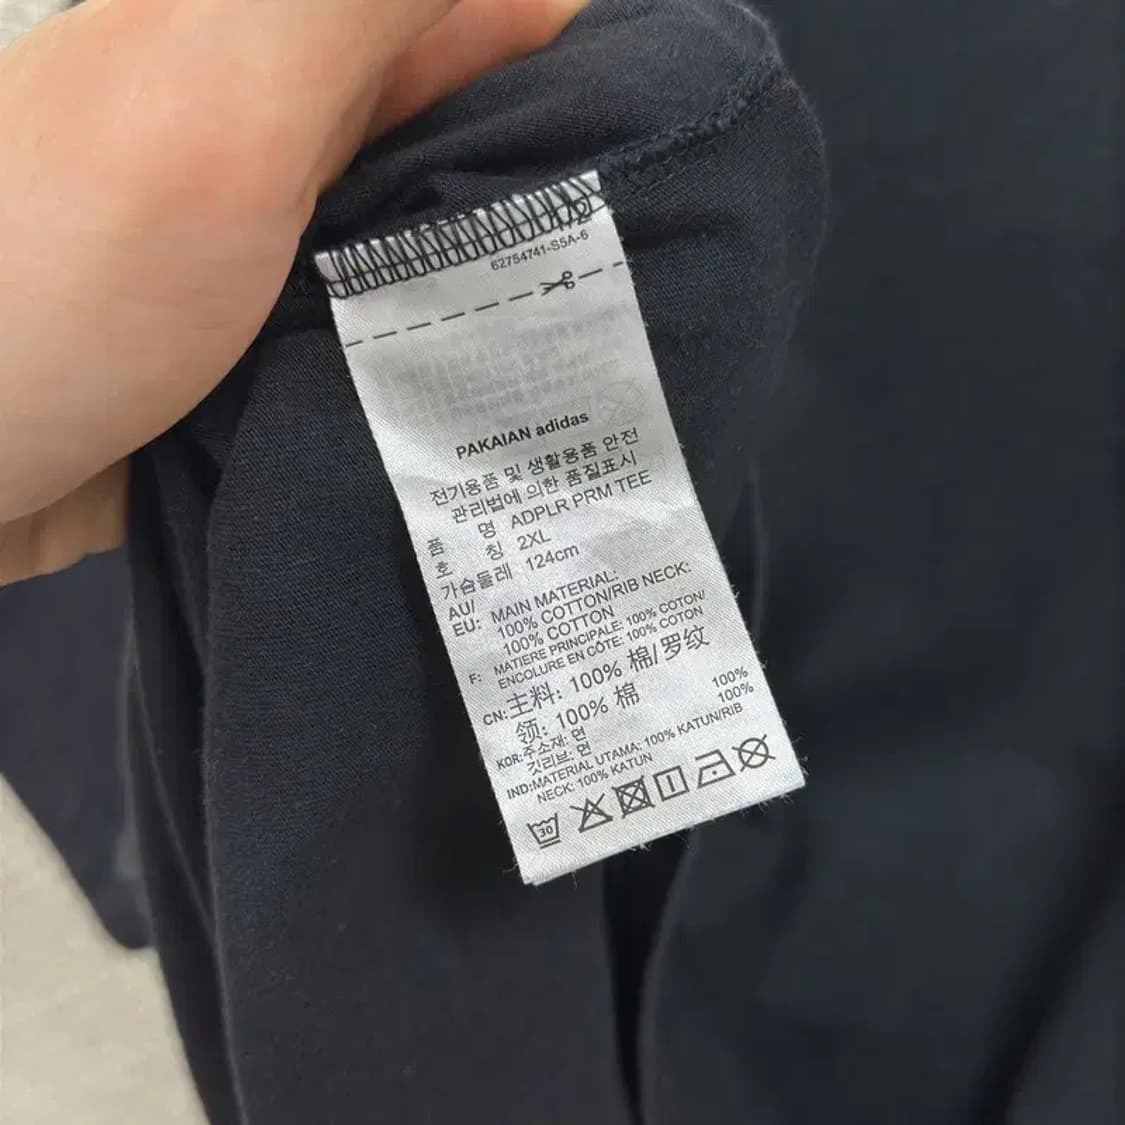 62754741-S5A-6
PAKAIAN adidas
전기용품 및 생활용품 안전
관리법에 의한 품질표시
품 명 ADPLR PRM TEE
호 칭 2XL
가슴둘레 124cm
AU/
EU: MAIN MATERIAL:
100% COTTON/RIB NECK:
100% COTTON
F: MATIERE PRINCIPALE: 100% COTON/
ENCOLURE EN CÔTE: 100% COTON
CN: 主料: 100% 棉/罗纹
领: 100% 棉
KOR: 주소재: 면 100%
깃리브: 면 100%
IND: MATERIAL UTAMA: 100% KATUN/RIB
NECK: 100% KATUN
30